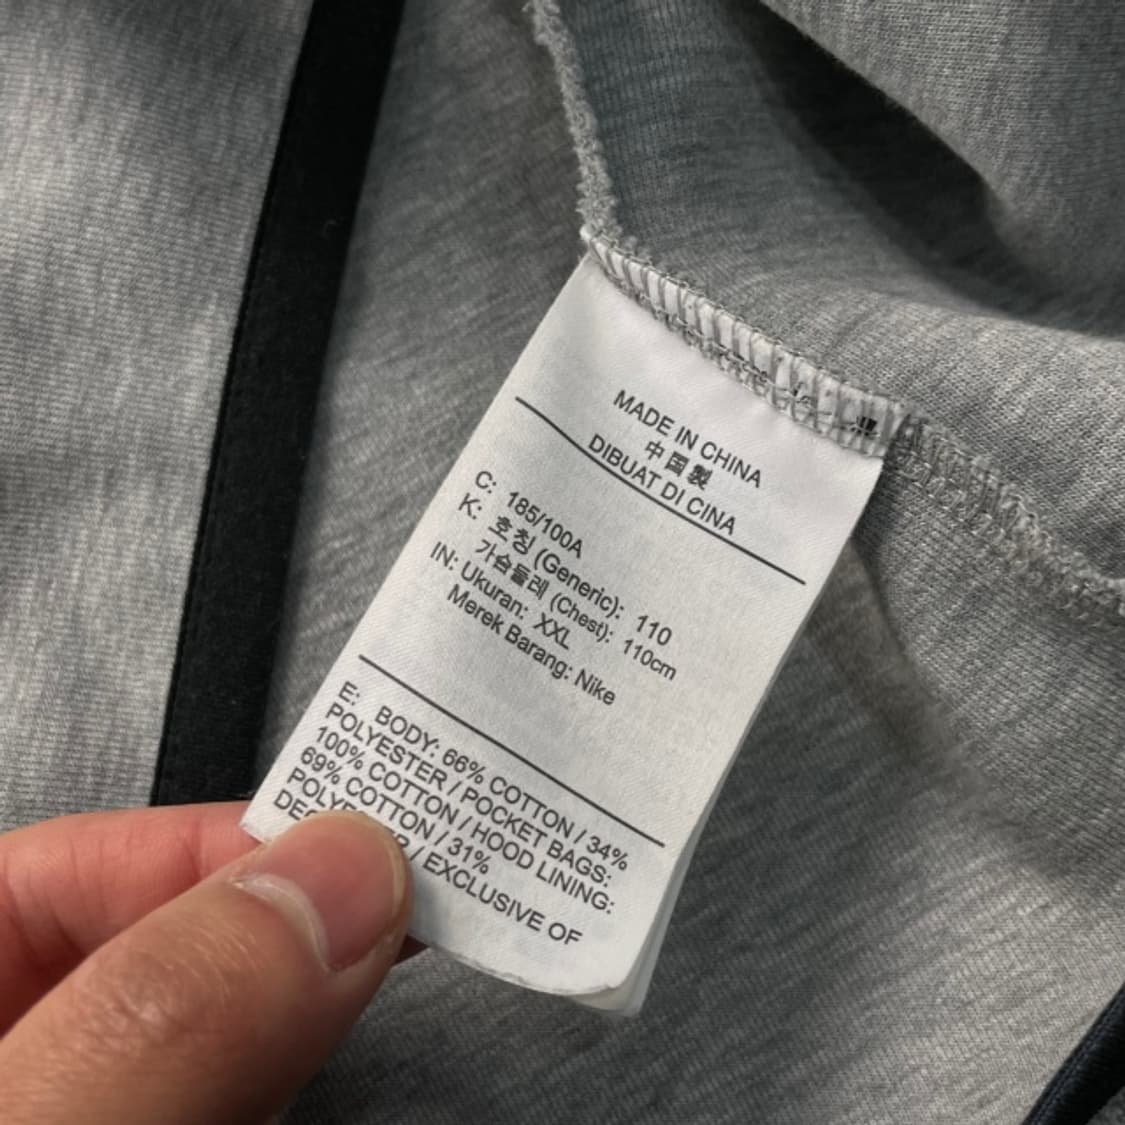 MADE IN CHINA
中国製
DIBUAT DI CINA
C: 185/100A
K: 호칭 (Generic): 110
가슴둘레 (Chest): 110cm
IN: Ukuran: XXL
Merek Barang: Nike
E: BODY: 66% COTTON / 34%
POLYESTER / POCKET BAGS:
100% COTTON / HOOD LINING:
69% COTTON / 31%
/ EXCLUSIVE OF